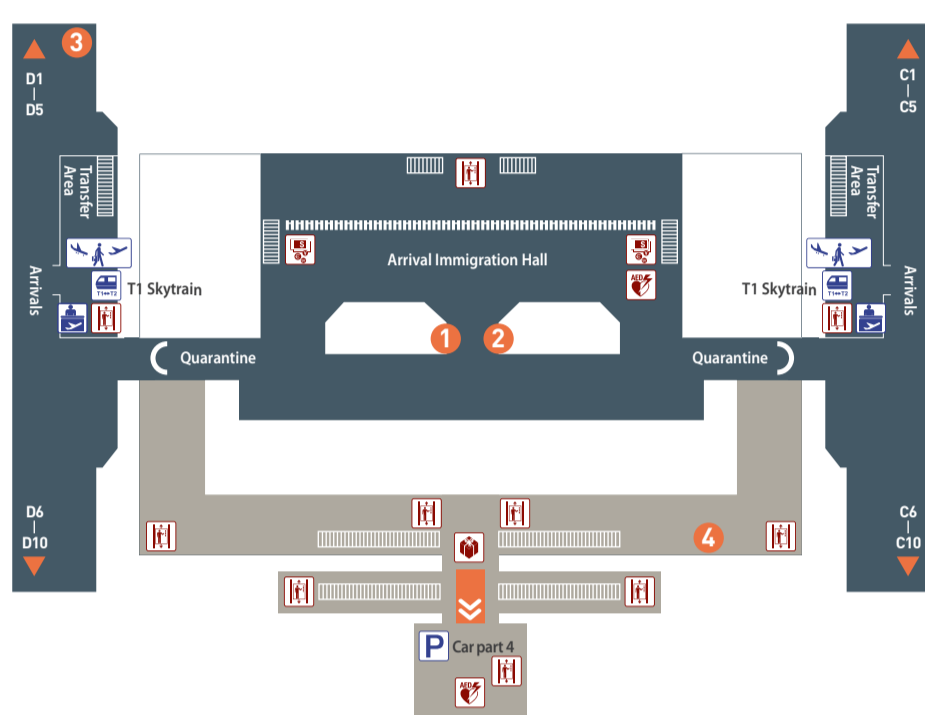 3
D1
D5
C1
C5
Transfer
Area
Transfer
Area
S
S
Arrival Immigration Hall
AED
Arrivals
T1 Skytrain
T1 Skytrain
Arrivals
T1↔T2
T1↔T2
1
2
Quarantine
Quarantine
D6
D10
4
C6
C10
P
Car part 4
AED